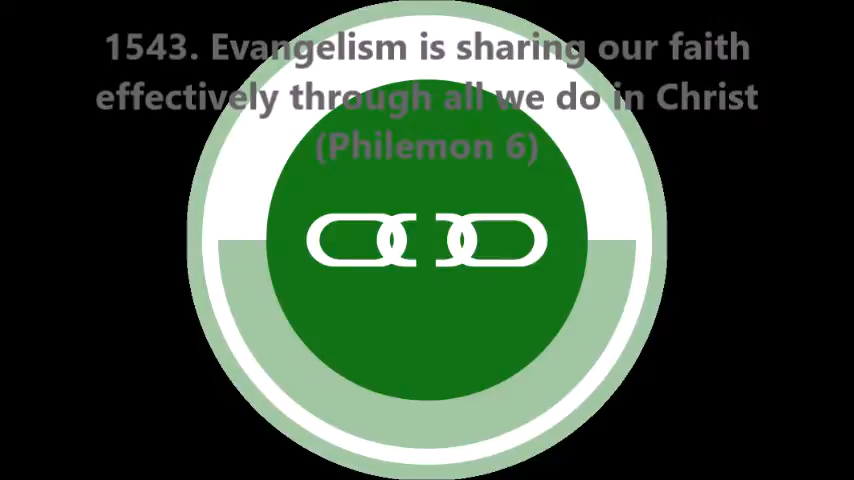 1543. Evangelism is sharing our faith
effectively through all we do in Christ
(Philemon 6)